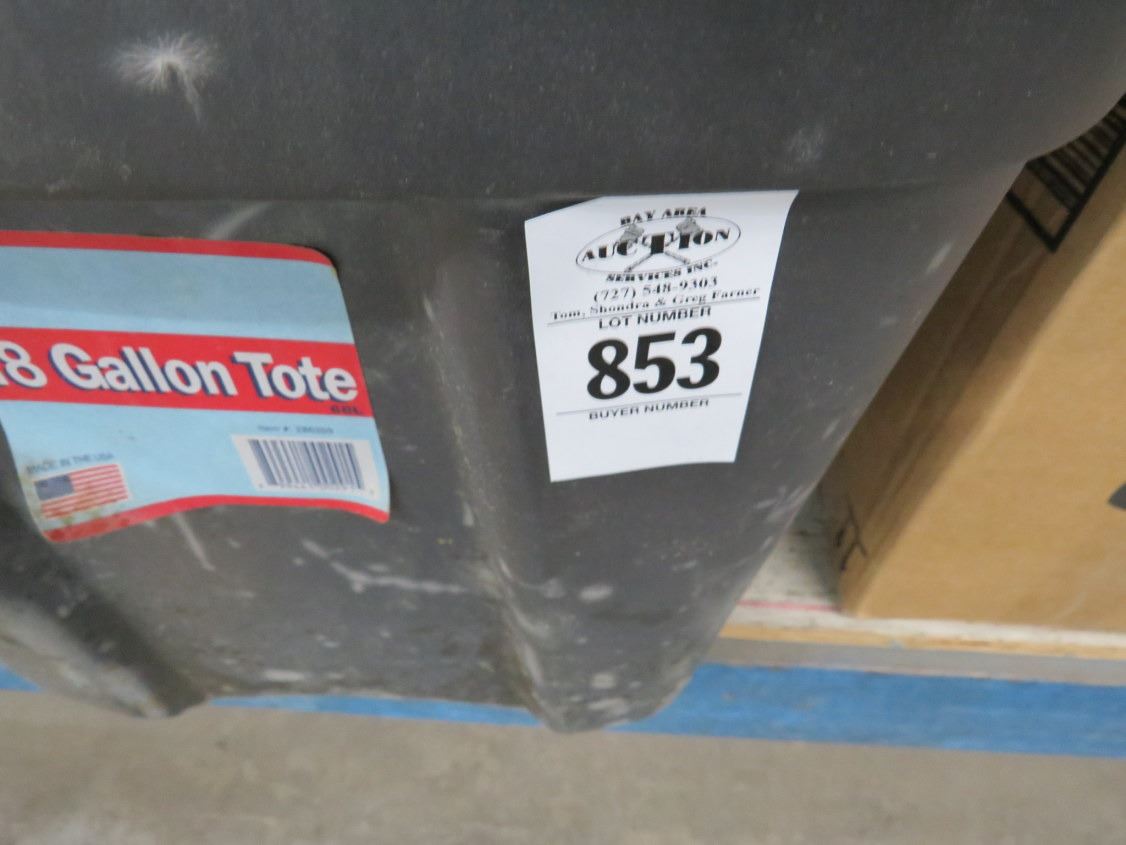 8 Gallon Tote
MADE IN THE USA
BAY AREA
AUCTION
SERVICES INC.
(727) 548-9303
Tom, Shondra & Greg Farner
LOT NUMBER
853
BUYER NUMBER